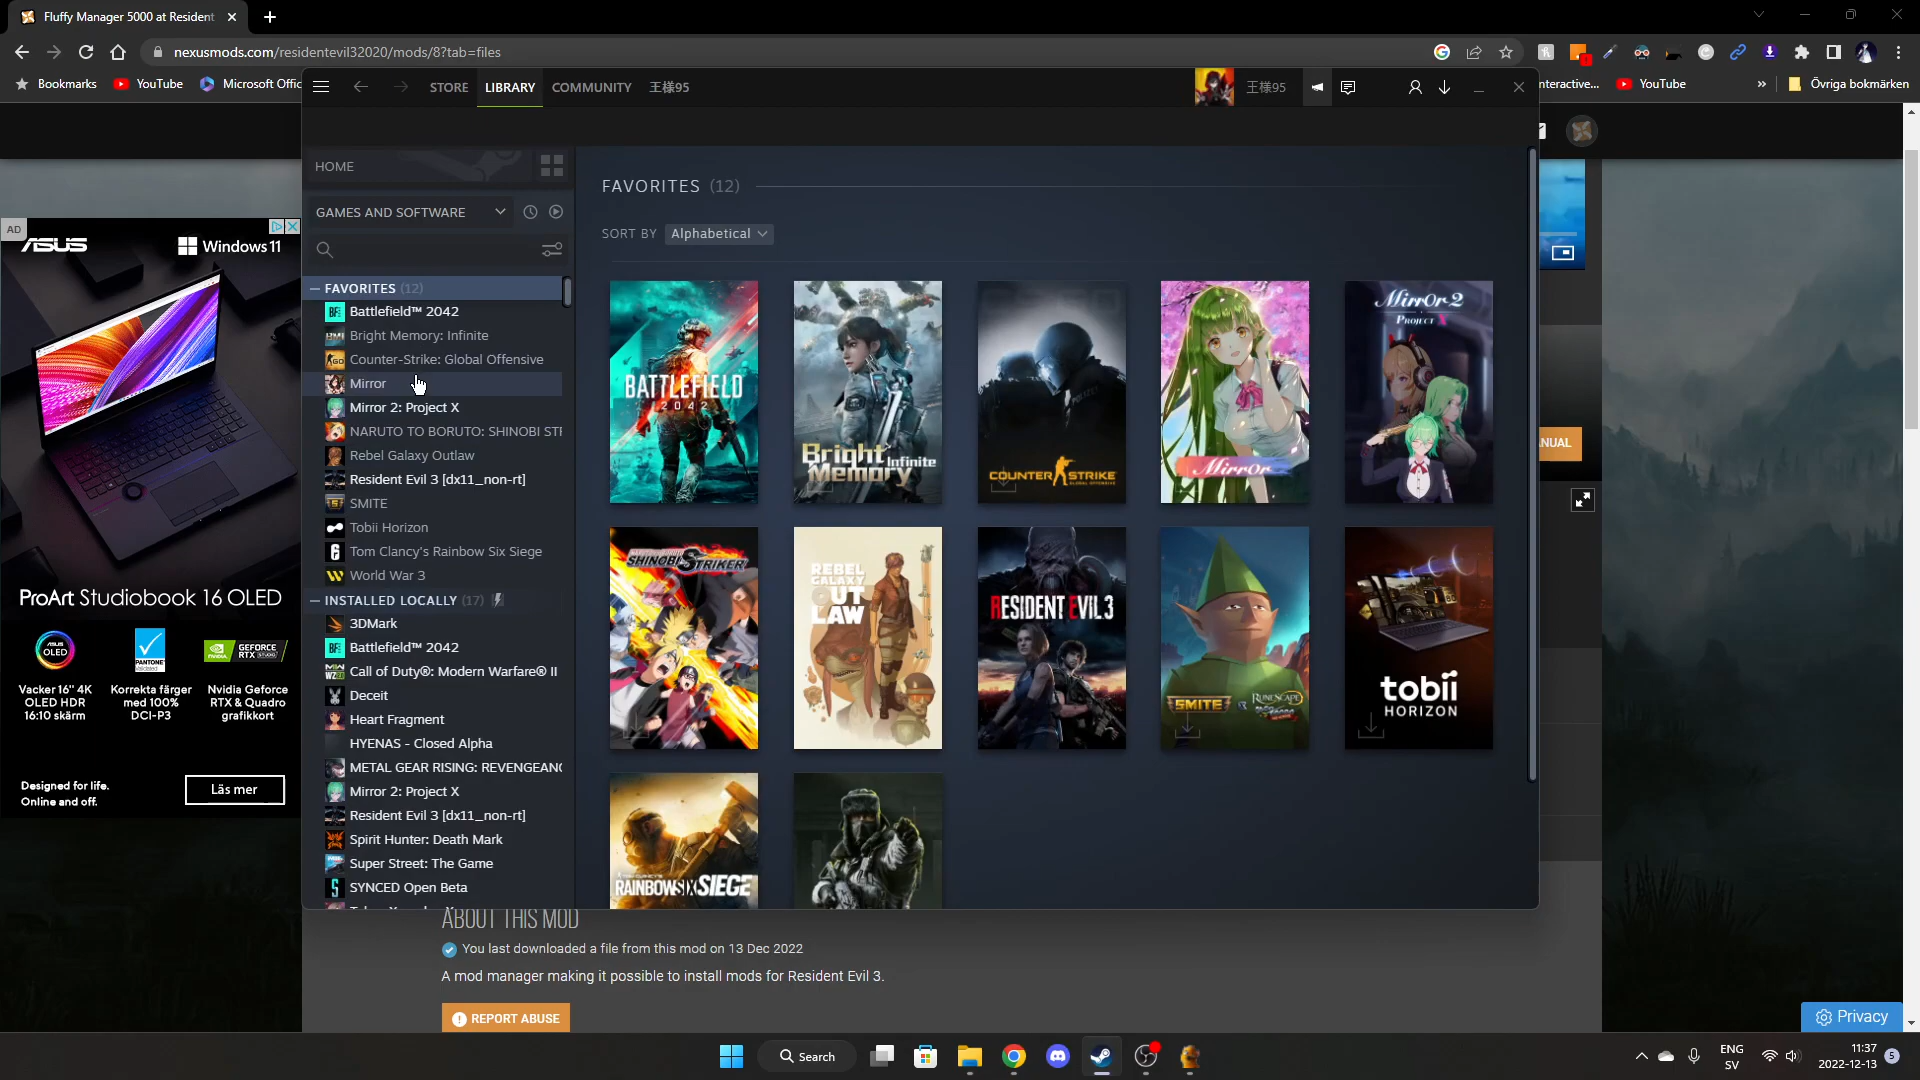 Fluffy Manager 5000 at Resident
nexusmods.com/residentevil32020/mods/8?tab=files
Bookmarks
YouTube
Microsoft Offic
nteractive...
YouTube
»
Övriga bokmärken
STORE
LIBRARY
COMMUNITY
王様95
王様95
HOME
GAMES AND SOFTWARE
FAVORITES (12)
Battlefield™ 2042
Bright Memory: Infinite
Counter-Strike: Global Offensive
Mirror
Mirror 2: Project X
NARUTO TO BORUTO: SHINOBI STR
Rebel Galaxy Outlaw
Resident Evil 3 [dx11_non-rt]
SMITE
Tobii Horizon
Tom Clancy's Rainbow Six Siege
World War 3
INSTALLED LOCALLY (17)
3DMark
Battlefield™ 2042
Call of Duty®: Modern Warfare® II
Deceit
Heart Fragment
HYENAS - Closed Alpha
METAL GEAR RISING: REVENGEANC
Mirror 2: Project X
Resident Evil 3 [dx11_non-rt]
Spirit Hunter: Death Mark
Super Street: The Game
SYNCED Open Beta
FAVORITES (12)
SORT BY
Alphabetical
BATTLEFIELD
2042
Bright Memory Infinite
COUNTER STRIKE
GLOBAL OFFENSIVE
MirrOr
MirrOr 2
PROJECT X
SHINOBI STRIKER
REBEL GALAXY OUTLAW
RESIDENT EVIL 3
SMITE
VS
RUNESCAPE
tobii
HORIZON
RAINBOW SIX SIEGE
NUAL
AD
ASUS
Windows 11
ProArt Studiobook 16 OLED
ASUS OLED
PANTONE
Validated
NVIDIA
GEFORCE RTX
STUDIO
Vacker 16" 4K
OLED HDR
16:10 skärm
Korrekta färger
med 100%
DCI-P3
Nvidia Geforce
RTX & Quadro
grafikkort
Designed for life.
Online and off.
Läs mer
ABOUT THIS MOD
You last downloaded a file from this mod on 13 Dec 2022
A mod manager making it possible to install mods for Resident Evil 3.
REPORT ABUSE
Privacy
Search
ENG
SV
11:37
2022-12-13
5